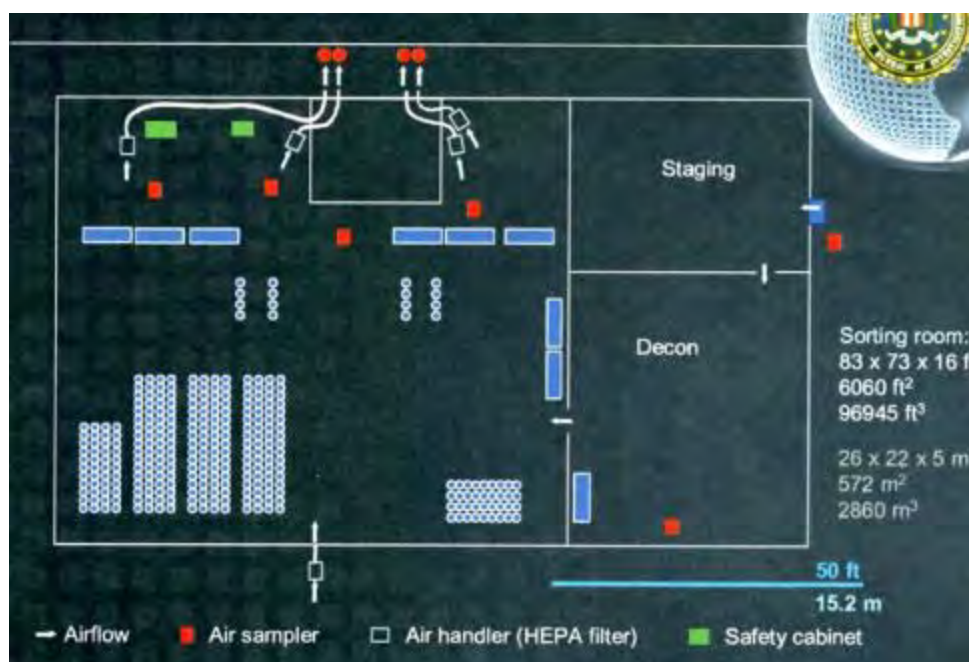 Staging
Decon
Sorting room:
83 x 73 x 16 f
6060 ft²
96945 ft³
26 x 22 x 5 m
572 m²
2860 m³
50 ft
15.2 m
Airflow
Air sampler
Air handler (HEPA filter)
Safety cabinet